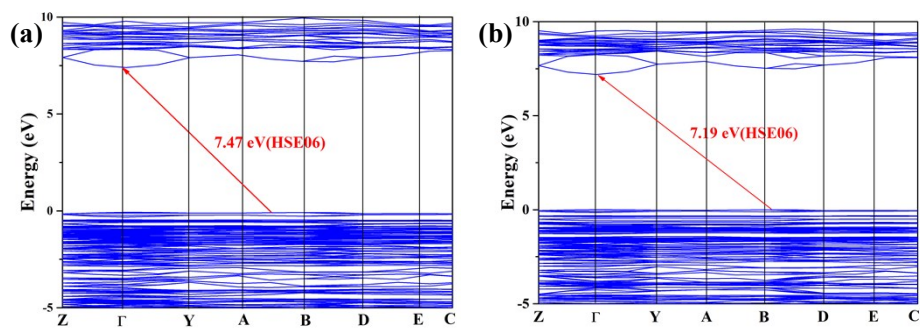 (a)
Energy (eV)
10
5
0
-5
7.47 eV(HSE06)
Z Γ Y A B D E C
(b)
Energy (eV)
10
5
0
-5
7.19 eV(HSE06)
Z Γ Y A B D E C